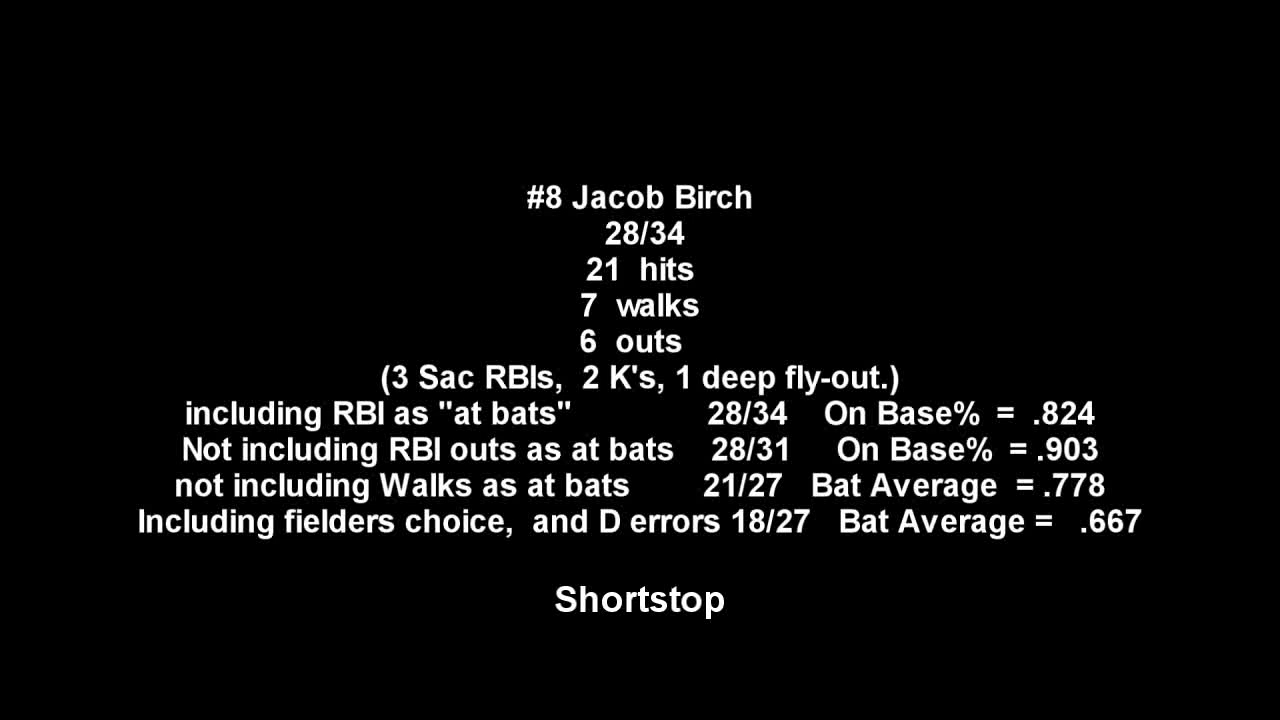 #8 Jacob Birch
28/34
21 hits
7 walks
6 outs
(3 Sac RBIs, 2 K's, 1 deep fly-out.)
including RBI as "at bats" 28/34 On Base% = .824
Not including RBI outs as at bats 28/31 On Base% = .903
not including Walks as at bats 21/27 Bat Average = .778
Including fielders choice, and D errors 18/27 Bat Average = .667
Shortstop